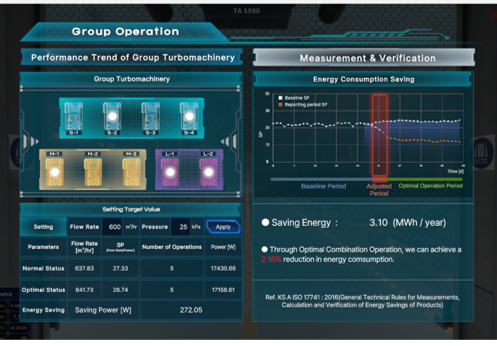 TA 1500
Group Operation
Performance Trend of Group Turbomachinery
Group Turbomachinery
S-1
S-2
S-3
S-4
M-1
M-2
M-3
L-1
L-2
Setting Target Value
Setting Flow Rate 600 m³/hr Pressure 25 kPa Apply
Parameters Flow Rate [m³/hr] SP Number of Operations Power [W]
Normal Status 637.83 27.33 5 17430.66
Optimal Status 641.73 26.74 5 17158.61
Energy Saving Saving Power [W] 272.05
Measurement & Verification
Energy Consumption Saving
Baseline SP
Reporting period SP
SP
Time [d]
Baseline Period
Adjusted Period
Optimal Operation Period
● Saving Energy : 3.10 (MWh / year)
● Through Optimal Combination Operation, we can achieve a
2.16% reduction in energy comsumption.
Ref. KS A ISO 17741 : 2016(General Technical Rules for Measurements,
Calculation and Verification of Energy Savings of Products)